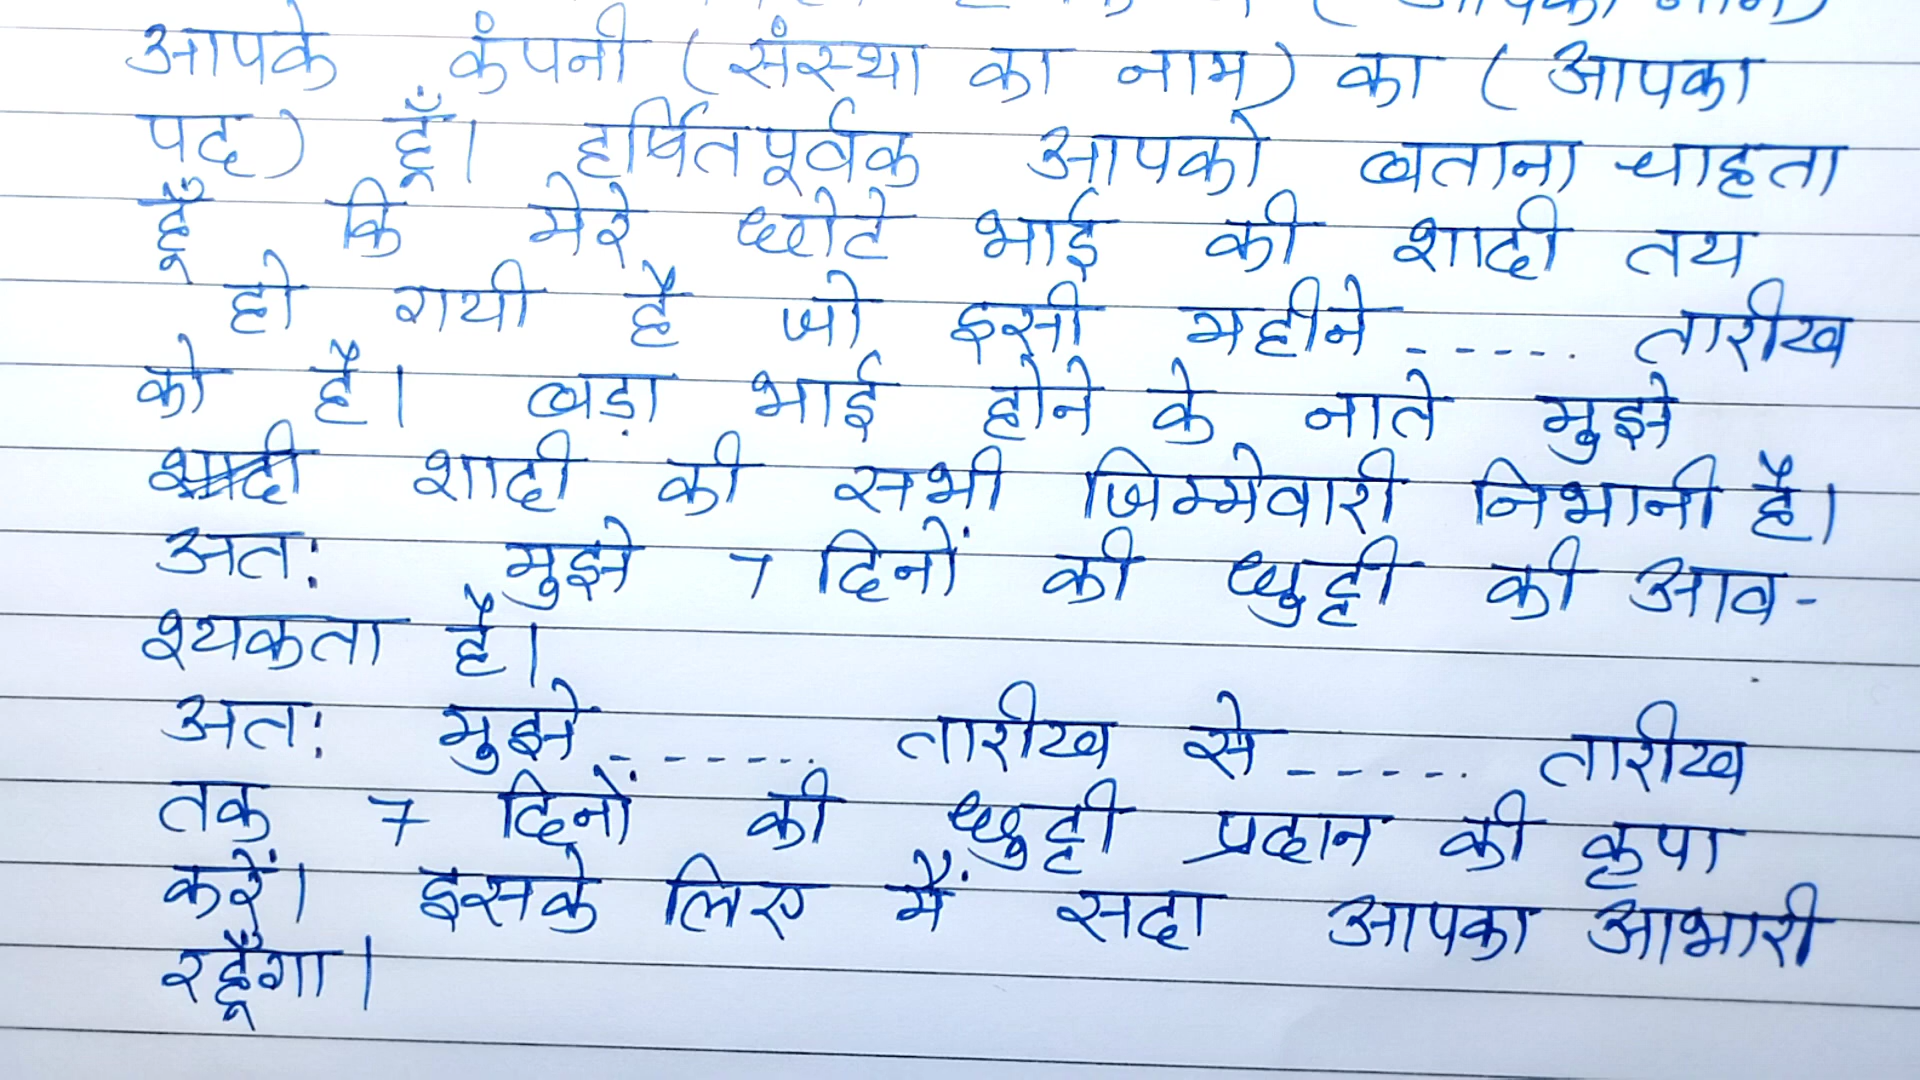 (आपका नाम)
आपके कंपनी (संस्था का नाम) का (आपका
पद) हूँ। हर्षितपूर्वक आपको बताना चाहता
हूँ कि मेरे छोटे भाई की शादी तय
हो गयी है जो इसी महीने ----- तारीख
को है। बड़ा भाई होने के नाते मुझे
शादी की सभी जिम्मेवारी निभानी है।
अतः मुझे 7 दिनों की छुट्टी की आव-
श्यकता है।
अतः मुझे ------ तारीख से ----- तारीख
तक 7 दिनों की छुट्टी प्रदान की कृपा
करें। इसके लिए मैं सदा आपका आभारी
रहूँगा।